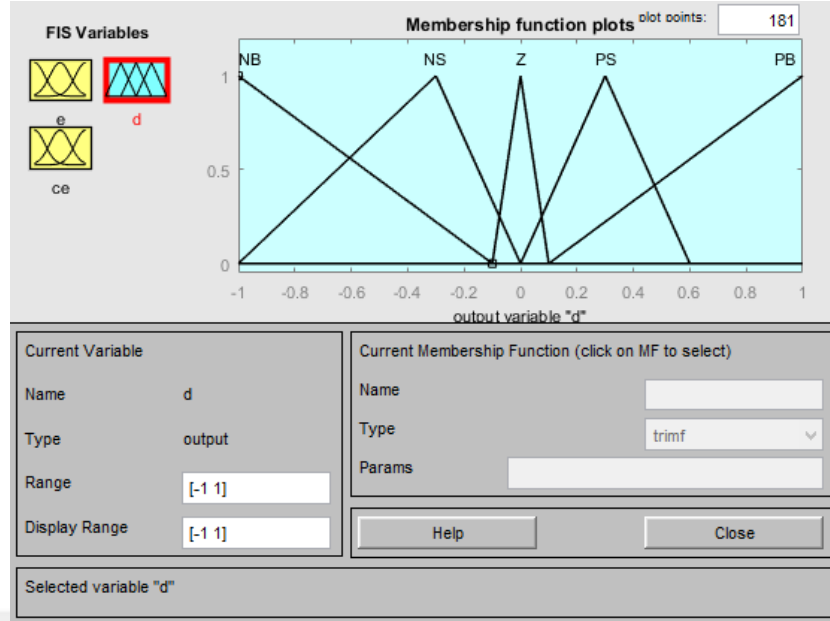 FIS Variables
Membership function plots
plot points:
181
e
d
ce
NB
NS
Z
PS
PB
1
0.5
0
-1
-0.8
-0.6
-0.4
-0.2
0
0.2
0.4
0.6
0.8
1
output variable "d"
Current Variable
Name d
Type output
Range [-1 1]
Display Range [-1 1]
Current Membership Function (click on MF to select)
Name
Type trimf
Params
Help
Close
Selected variable "d"